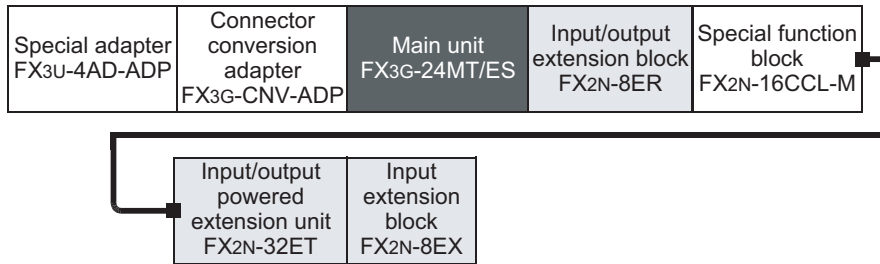 Special adapter
FX3U-4AD-ADP
Connector
conversion
adapter
FX3G-CNV-ADP
Main unit
FX3G-24MT/ES
Input/output
extension block
FX2N-8ER
Special function
block
FX2N-16CCL-M
Input/output
powered
extension unit
FX2N-32ET
Input
extension
block
FX2N-8EX